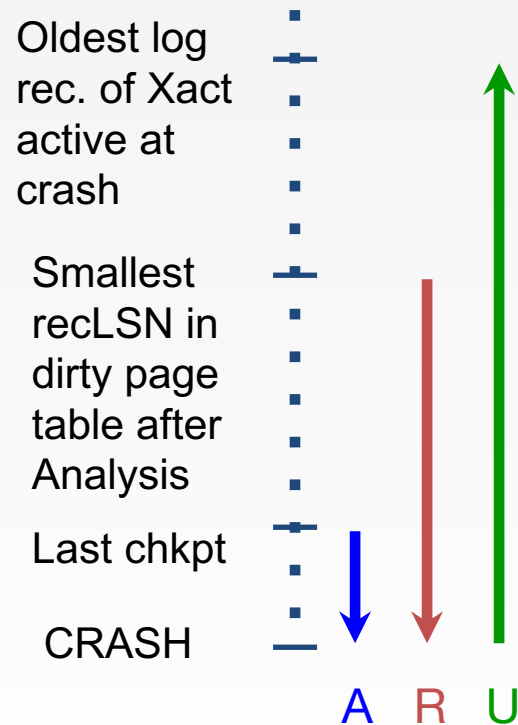 Oldest log
rec. of Xact
active at
crash
Smallest
recLSN in
dirty page
table after
Analysis
Last chkpt
CRASH
A R U